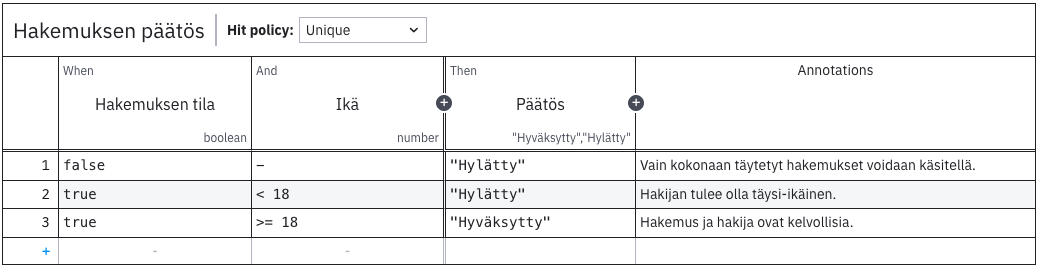 Hakemuksen päätös Hit policy: Unique
When And Then Annotations
Hakemuksen tila Ikä + Päätös +
boolean number "Hyväksytty","Hylätty"
1 false – "Hylätty" Vain kokonaan täytetyt hakemukset voidaan käsitellä.
2 true < 18 "Hylätty" Hakijan tulee olla täysi-ikäinen.
3 true >= 18 "Hyväksytty" Hakemus ja hakija ovat kelvollisia.
+ - -